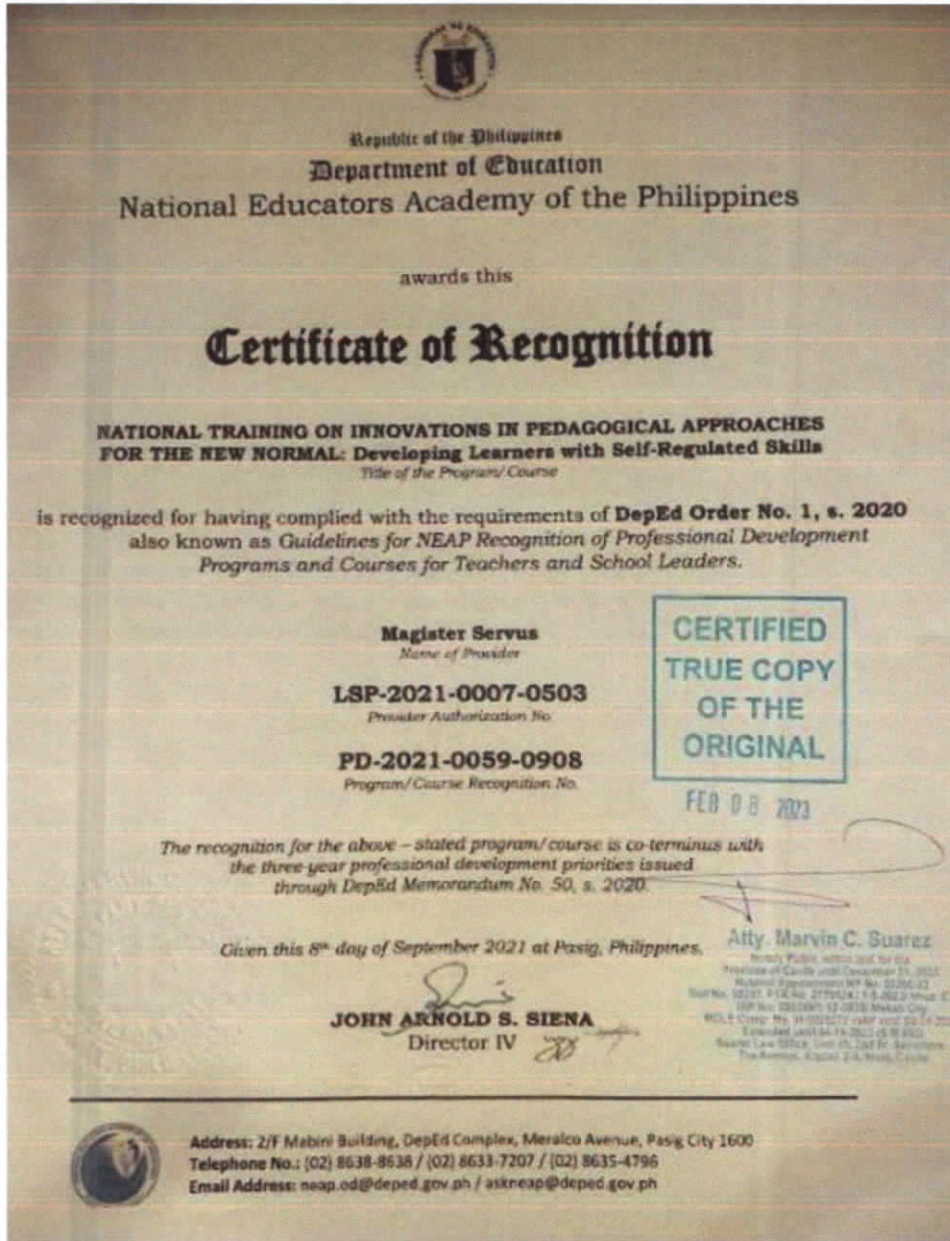 Republic of the Philippines
Department of Education
National Educators Academy of the Philippines
awards this
Certificate of Recognition
NATIONAL TRAINING ON INNOVATIONS IN PEDAGOGICAL APPROACHES
FOR THE NEW NORMAL: Developing Learners with Self-Regulated Skills
Title of the Program/Course
is recognized for having complied with the requirements of DepEd Order No. 1, s. 2020
also known as Guidelines for NEAP Recognition of Professional Development
Programs and Courses for Teachers and School Leaders.
Magister Servus
Name of Provider
LSP-2021-0007-0503
Provider Authorization No
PD-2021-0059-0908
Program/Course Recognition No.
CERTIFIED
TRUE COPY
OF THE
ORIGINAL
FEB 08 2023
The recognition for the above – stated program/course is co-terminus with
the three-year professional development priorities issued
through DepEd Memorandum No. 50, s. 2020.
Given this 8th day of September 2021 at Pasig, Philippines.
JOHN ARNOLD S. SIENA
Director IV
Atty. Marvin C. Suarez
Address: 2/F Mabini Building, DepEd Complex, Meralco Avenue, Pasig City 1600
Telephone No.: (02) 8638-8638 / (02) 8633-7207 / (02) 8635-4796
Email Address: neap.od@deped.gov.ph / askneap@deped.gov.ph